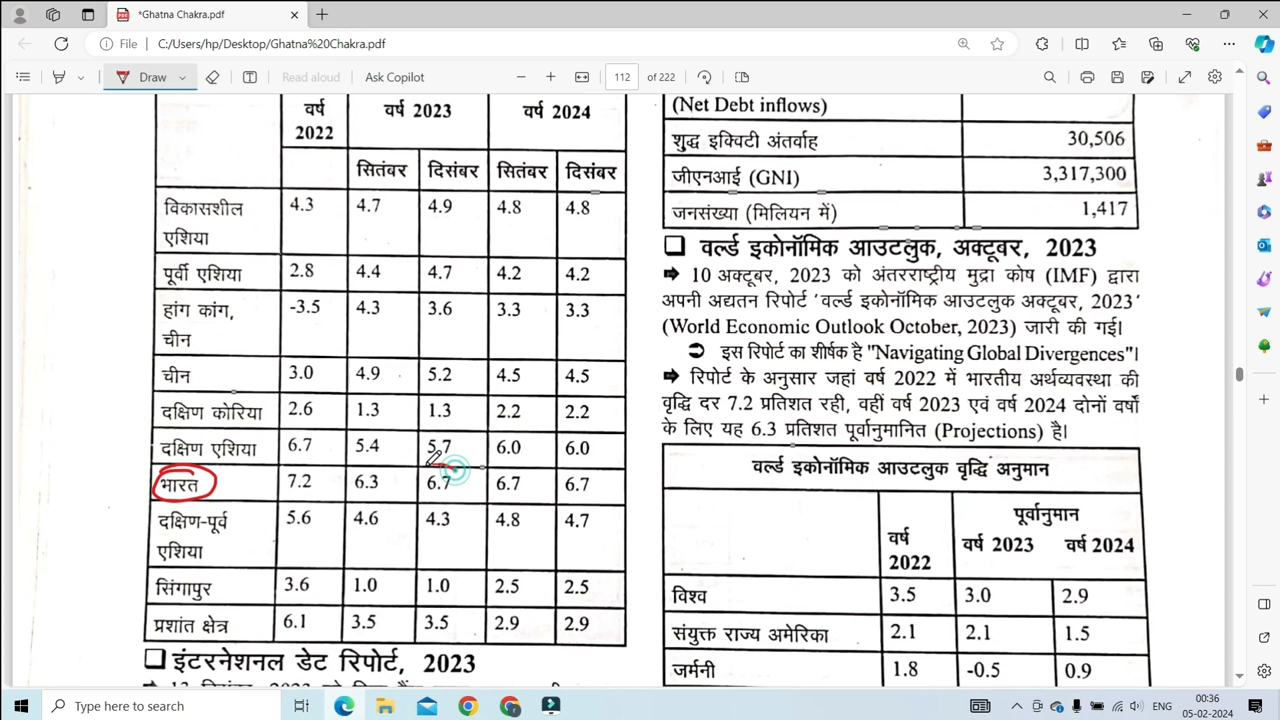 *Ghatna Chakra.pdf
File
C:/Users/hp/Desktop/Ghatna%20Chakra.pdf
Draw
Read aloud
Ask Copilot
112
of 222
वर्ष 2022
वर्ष 2023
वर्ष 2024
सितंबर दिसंबर सितंबर दिसंबर
विकासशील एशिया 4.3 4.7 4.9 4.8 4.8
पूर्वी एशिया 2.8 4.4 4.7 4.2 4.2
हांग कांग, चीन -3.5 4.3 3.6 3.3 3.3
चीन 3.0 4.9 5.2 4.5 4.5
दक्षिण कोरिया 2.6 1.3 1.3 2.2 2.2
दक्षिण एशिया 6.7 5.4 5.7 6.0 6.0
भारत 7.2 6.3 6.7 6.7 6.7
दक्षिण-पूर्व एशिया 5.6 4.6 4.3 4.8 4.7
सिंगापुर 3.6 1.0 1.0 2.5 2.5
प्रशांत क्षेत्र 6.1 3.5 3.5 2.9 2.9
❑ इंटरनेशनल डेट रिपोर्ट, 2023
(Net Debt inflows)
शुद्ध इक्विटी अंतर्वाह 30,506
जीएनआई (GNI) 3,317,300
जनसंख्या (मिलियन में) 1,417
❑ वर्ल्ड इकोनॉमिक आउटलुक, अक्टूबर, 2023
➡ 10 अक्टूबर, 2023 को अंतरराष्ट्रीय मुद्रा कोष (IMF) द्वारा
अपनी अद्यतन रिपोर्ट 'वर्ल्ड इकोनॉमिक आउटलुक अक्टूबर, 2023'
(World Economic Outlook October, 2023) जारी की गई।
➲ इस रिपोर्ट का शीर्षक है "Navigating Global Divergences"।
➡ रिपोर्ट के अनुसार जहां वर्ष 2022 में भारतीय अर्थव्यवस्था की
वृद्धि दर 7.2 प्रतिशत रही, वहीं वर्ष 2023 एवं वर्ष 2024 दोनों वर्षों
के लिए यह 6.3 प्रतिशत पूर्वानुमानित (Projections) है।
वर्ल्ड इकोनॉमिक आउटलुक वृद्धि अनुमान
वर्ष 2022
पूर्वानुमान
वर्ष 2023 वर्ष 2024
विश्व 3.5 3.0 2.9
संयुक्त राज्य अमेरिका 2.1 2.1 1.5
जर्मनी 1.8 -0.5 0.9
Type here to search
ENG
00:36
05-02-2024